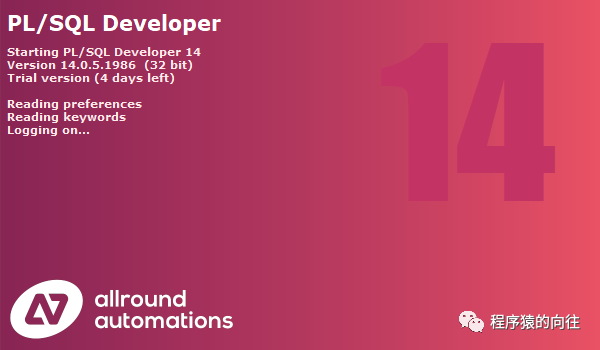 PL/SQL Developer
Starting PL/SQL Developer 14
Version 14.0.5.1986  (32 bit)
Trial version (4 days left)
Reading preferences
Reading keywords
Logging on...
14
allround
automations
程序猿的向往